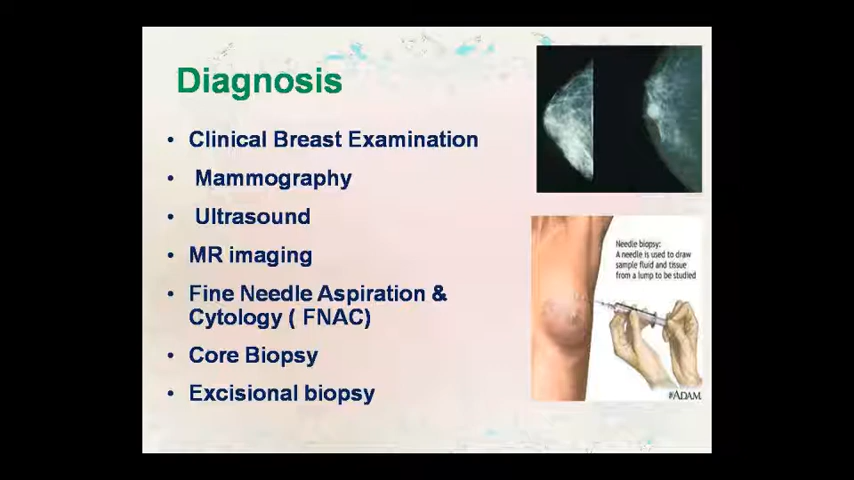 Diagnosis
• Clinical Breast Examination
• Mammography
• Ultrasound
• MR imaging
• Fine Needle Aspiration &
Cytology ( FNAC)
• Core Biopsy
• Excisional biopsy
Needle biopsy:
A needle is used to draw
sample fluid and tissue
from a lump to be studied
ADAM